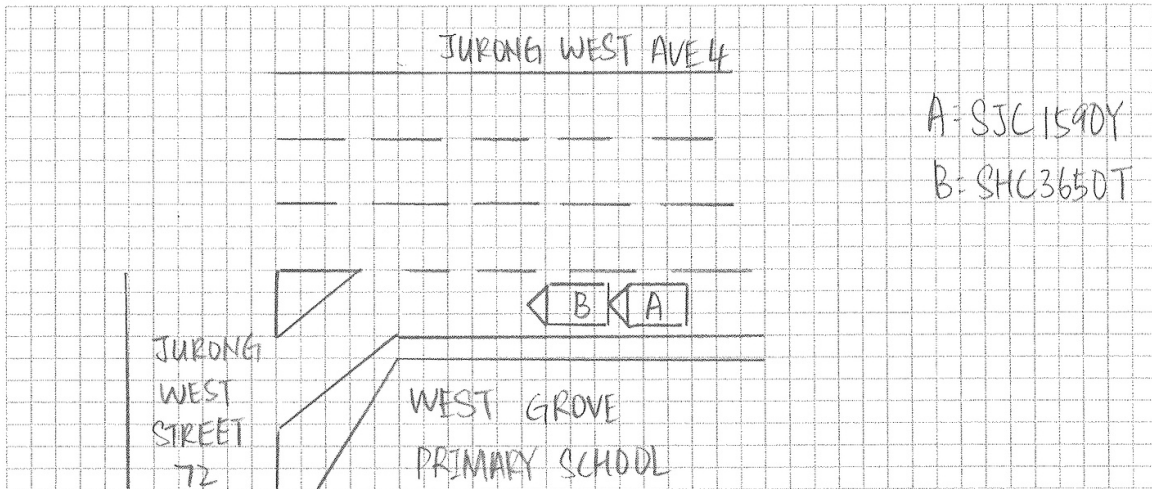 JURONG WEST AVE 4
A = SJC1590Y
B = SHC3650T
B
A
JURONG
WEST
STREET
72
WEST GROVE
PRIMARY SCHOOL